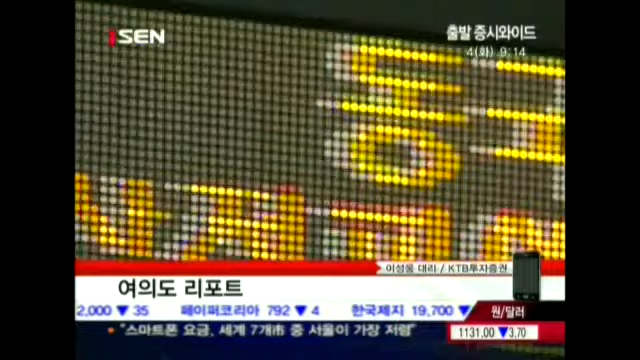 SEN
출발 증시와이드
4(화) 9:14
이성웅 대리 / KTB투자증권
여의도 리포트
2,000 ▼ 35 페이퍼코리아 792 ▼ 4 한국제지 19,700 ▼
원/달러
"스마트폰 요금, 세계 7개市 중 서울이 가장 저렴"
1131.00 ▼3.70